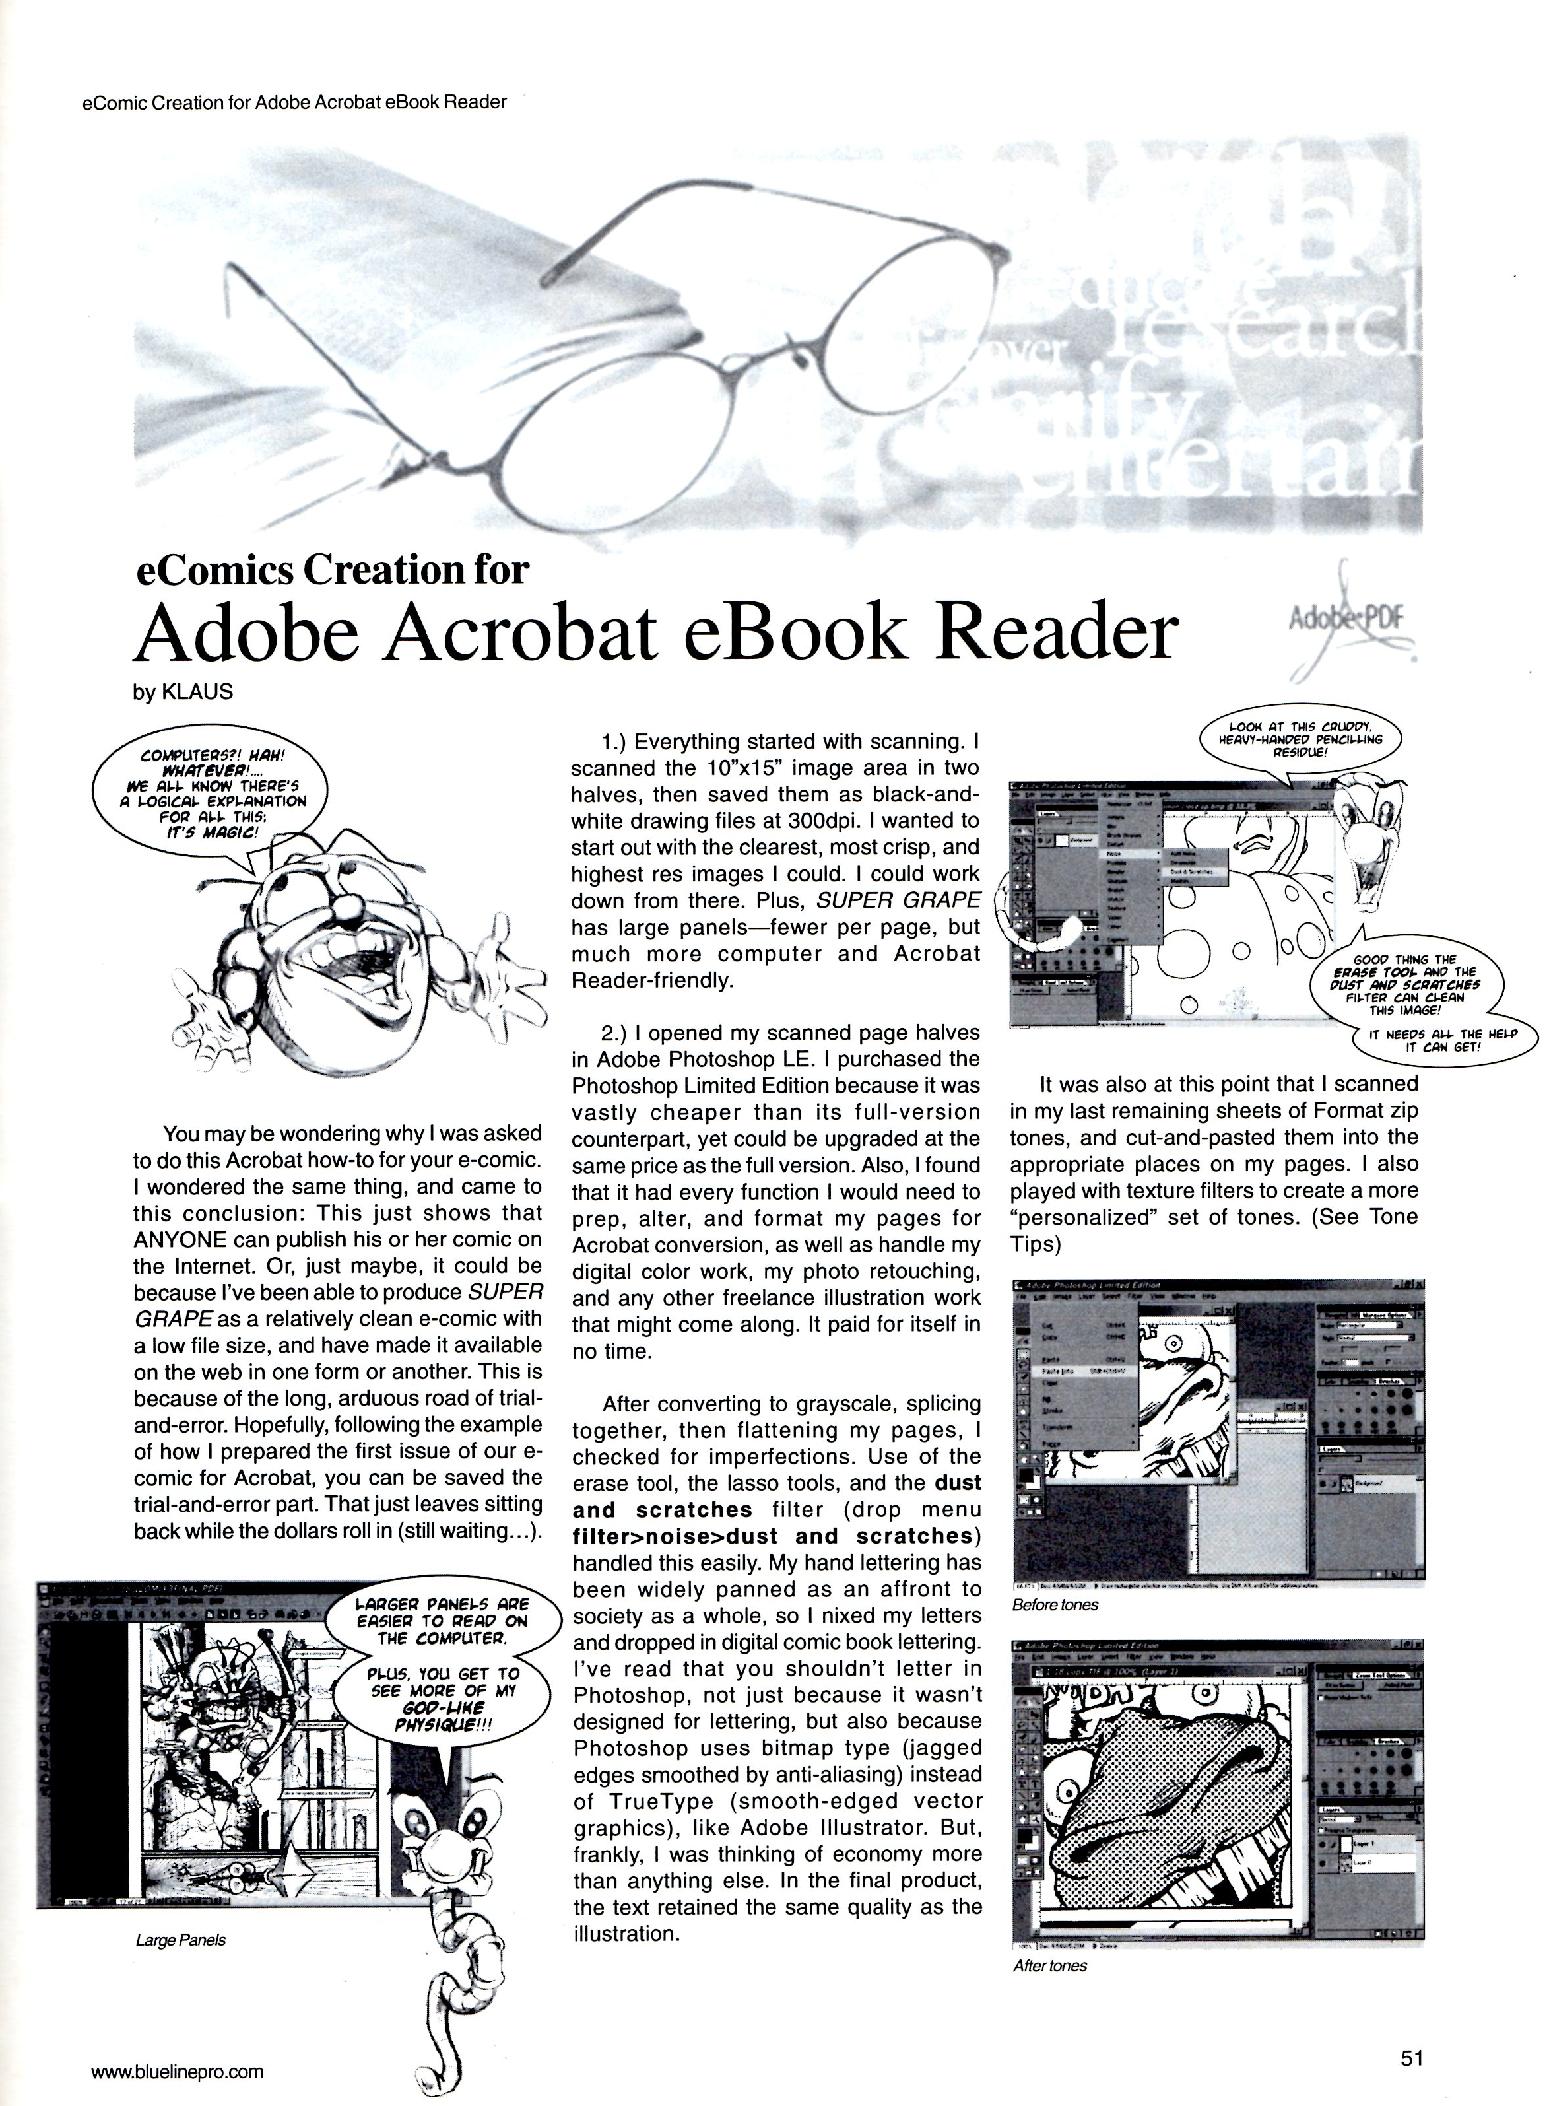 eComic Creation for Adobe Acrobat eBook Reader
educate
research
clarify
entertain
eComics Creation for
Adobe Acrobat eBook Reader
Adobe PDF
by KLAUS
COMPUTERS?! HAH!
WHATEVER!....
WE ALL KNOW THERE'S
A LOGICAL EXPLANATION
FOR ALL THIS:
IT'S MAGIC!
You may be wondering why I was asked
to do this Acrobat how-to for your e-comic.
I wondered the same thing, and came to
this conclusion: This just shows that
ANYONE can publish his or her comic on
the Internet. Or, just maybe, it could be
because I've been able to produce SUPER
GRAPE as a relatively clean e-comic with
a low file size, and have made it available
on the web in one form or another. This is
because of the long, arduous road of trial-
and-error. Hopefully, following the example
of how I prepared the first issue of our e-
comic for Acrobat, you can be saved the
trial-and-error part. That just leaves sitting
back while the dollars roll in (still waiting...).
LARGER PANELS ARE
EASIER TO READ ON
THE COMPUTER.
PLUS, YOU GET TO
SEE MORE OF MY
GOD-LIKE
PHYSIQUE!!!
Large Panels
1.) Everything started with scanning. I
scanned the 10"x15" image area in two
halves, then saved them as black-and-
white drawing files at 300dpi. I wanted to
start out with the clearest, most crisp, and
highest res images I could. I could work
down from there. Plus, SUPER GRAPE
has large panels—fewer per page, but
much more computer and Acrobat
Reader-friendly.
2.) I opened my scanned page halves
in Adobe Photoshop LE. I purchased the
Photoshop Limited Edition because it was
vastly cheaper than its full-version
counterpart, yet could be upgraded at the
same price as the full version. Also, I found
that it had every function I would need to
prep, alter, and format my pages for
Acrobat conversion, as well as handle my
digital color work, my photo retouching,
and any other freelance illustration work
that might come along. It paid for itself in
no time.
After converting to grayscale, splicing
together, then flattening my pages, I
checked for imperfections. Use of the
erase tool, the lasso tools, and the dust
and scratches filter (drop menu
filter>noise>dust and scratches)
handled this easily. My hand lettering has
been widely panned as an affront to
society as a whole, so I nixed my letters
and dropped in digital comic book lettering.
I've read that you shouldn't letter in
Photoshop, not just because it wasn't
designed for lettering, but also because
Photoshop uses bitmap type (jagged
edges smoothed by anti-aliasing) instead
of TrueType (smooth-edged vector
graphics), like Adobe Illustrator. But,
frankly, I was thinking of economy more
than anything else. In the final product,
the text retained the same quality as the
illustration.
LOOK AT THIS CRUDDY,
HEAVY-HANDED PENCILLING
RESIDUE!
GOOD THING THE
ERASE TOOL AND THE
DUST AND SCRATCHES
FILTER CAN CLEAN
THIS IMAGE!
IT NEEDS ALL THE HELP
IT CAN GET!
It was also at this point that I scanned
in my last remaining sheets of Format zip
tones, and cut-and-pasted them into the
appropriate places on my pages. I also
played with texture filters to create a more
“personalized” set of tones. (See Tone
Tips)
Adobe Photoshop Limited Edition
Before tones
Adobe Photoshop Limited Edition
After tones
www.bluelinepro.com
51